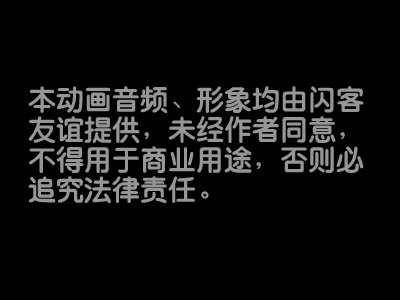 本动画音频、形象均由闪客
友谊提供，未经作者同意，
不得用于商业用途，否则必
追究法律责任。